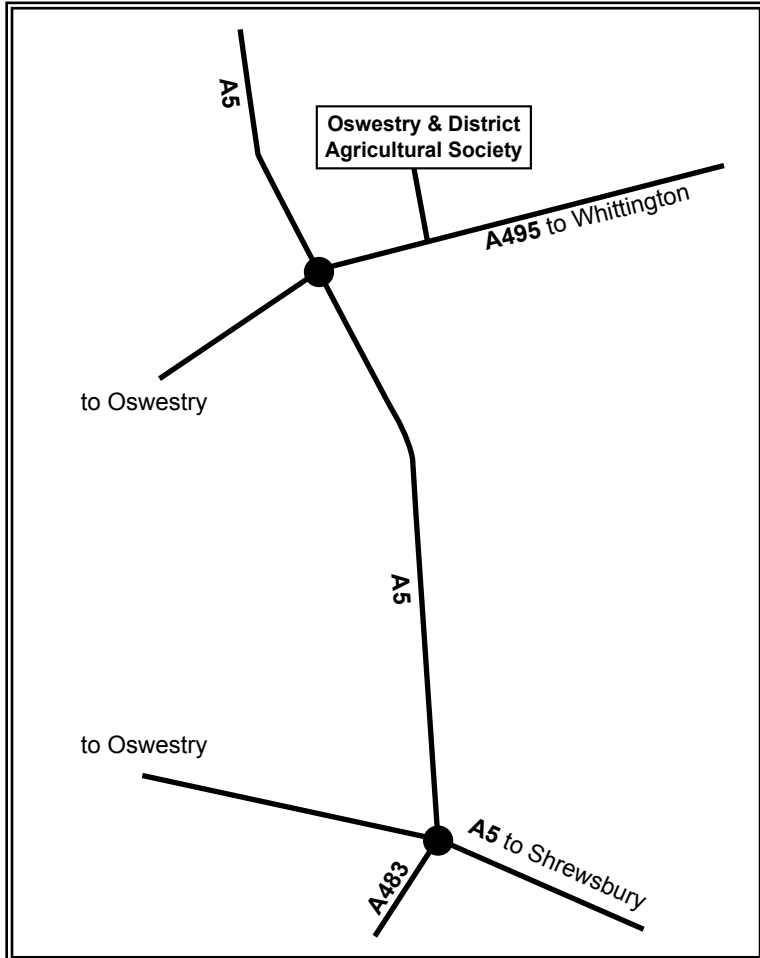 A5
Oswestry & District
Agricultural Society
A495 to Whittington
to Oswestry
A5
to Oswestry
A5 to Shrewsbury
A483